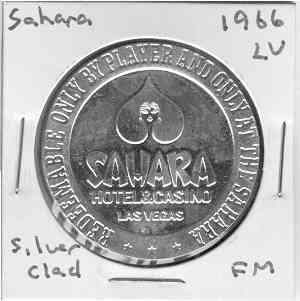 Sahara
1966
LV
REDEEMABLE ONLY BY PLAYER AND ONLY AT THE SAHARA
SAHARA
HOTEL & CASINO
LAS VEGAS
Silver
Clad
FM